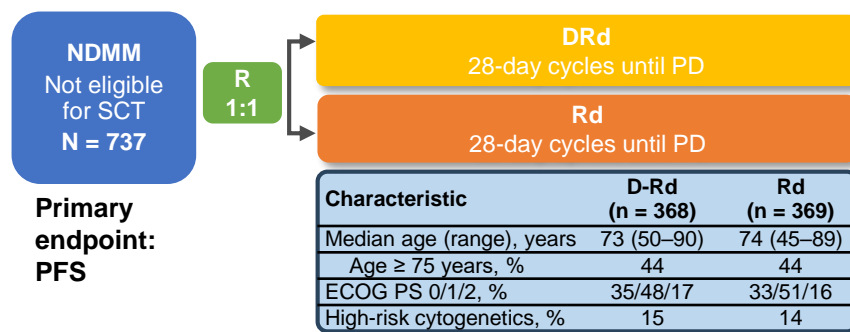 NDMM
Not eligible
for SCT
N = 737
R
1:1
DRd
28-day cycles until PD
Rd
28-day cycles until PD
Primary
endpoint:
PFS
Characteristic D-Rd (n = 368) Rd (n = 369)
Median age (range), years 73 (50–90) 74 (45–89)
Age ≥ 75 years, % 44 44
ECOG PS 0/1/2, % 35/48/17 33/51/16
High-risk cytogenetics, % 15 14